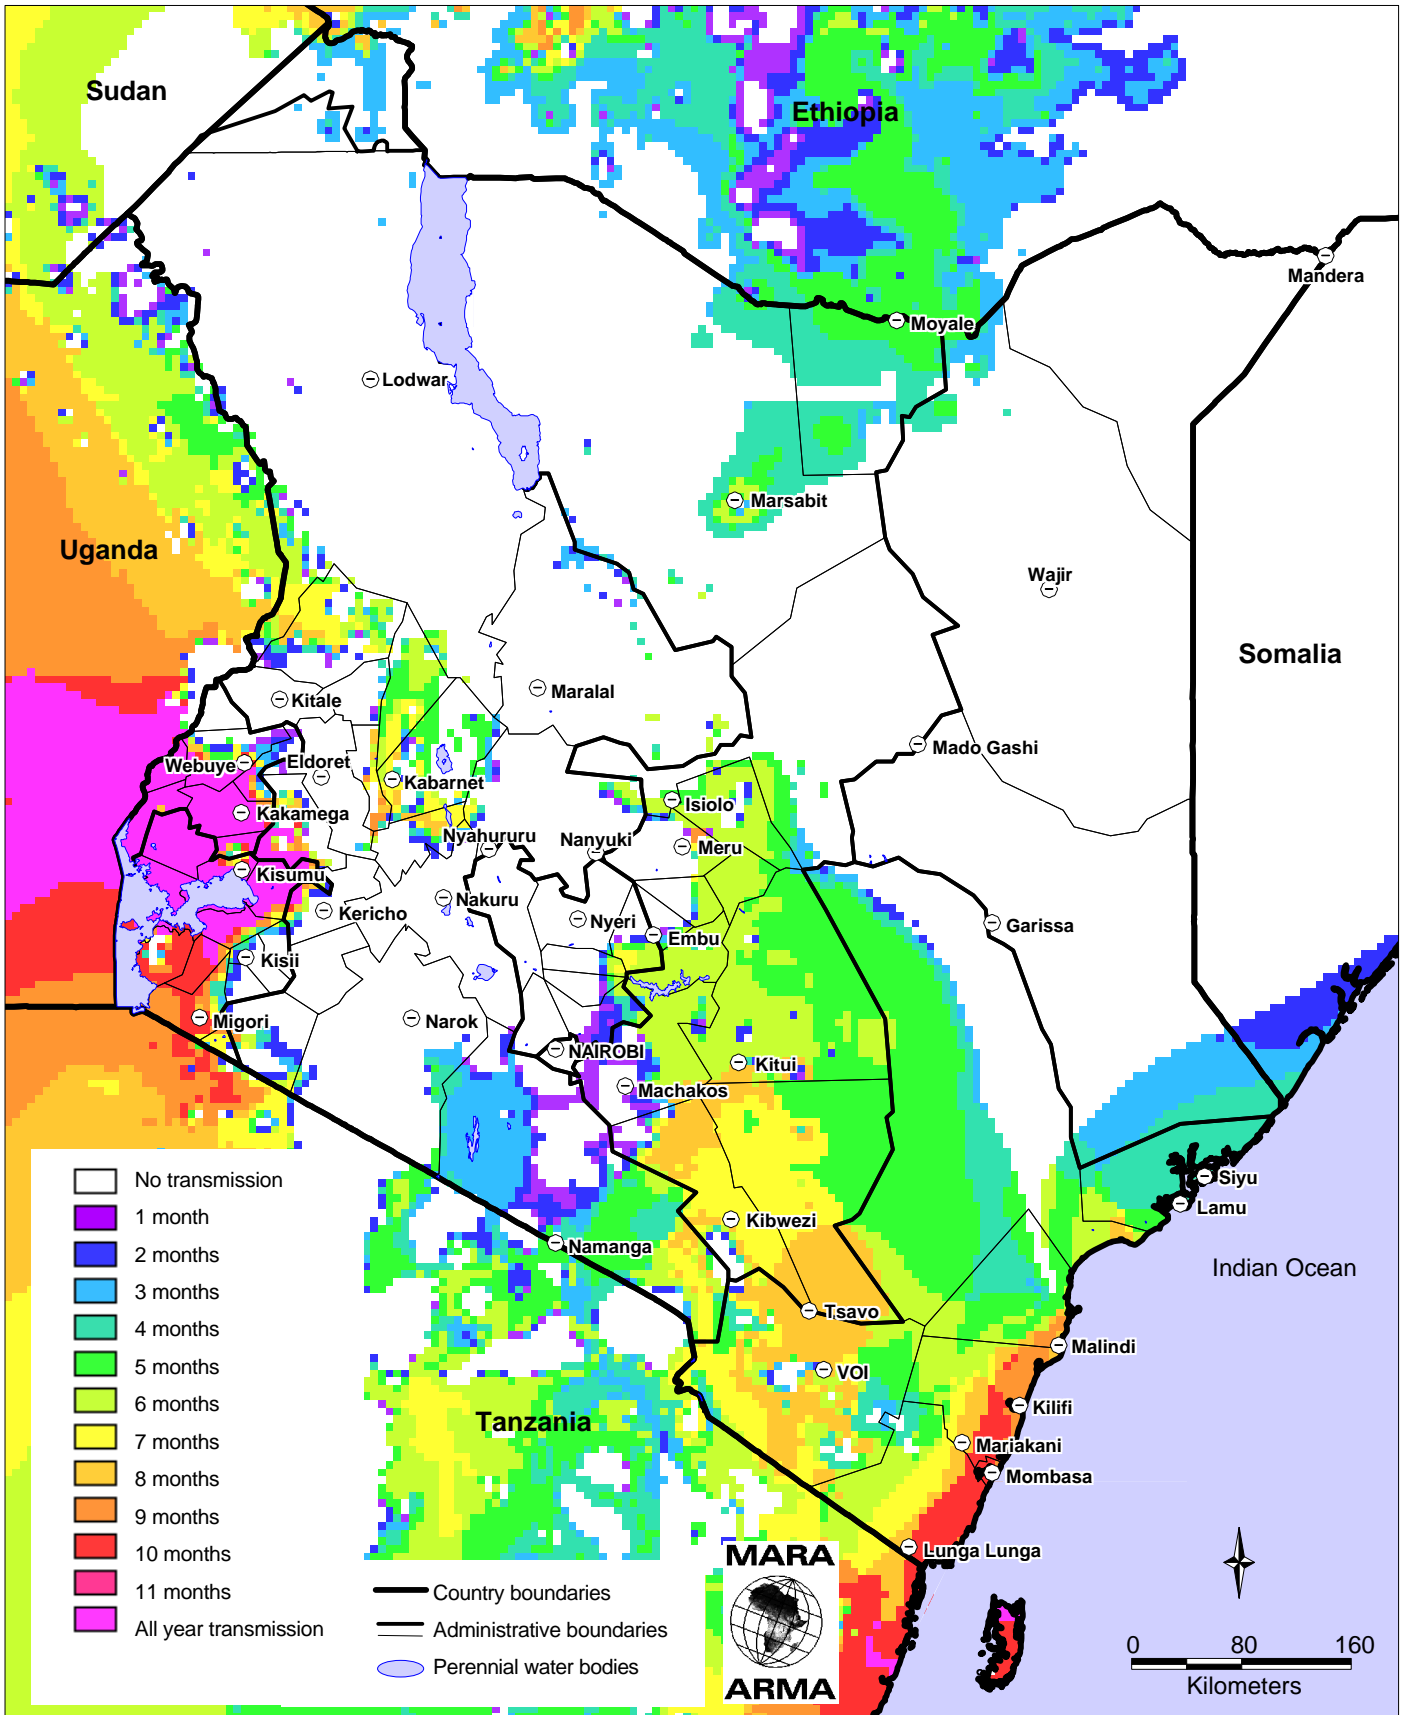 Sudan
Ethiopia
Mandera
Moyale
Lodwar
Marsabit
Uganda
Wajir
Somalia
Maralal
Kitale
Mado Gashi
Webuye
Eldoret
Kabarnet
Isiolo
Kakamega
Nyahururu
Nanyuki
Meru
Kisumu
Nakuru
Kericho
Nyeri
Garissa
Embu
Kisii
Migori
Narok
NAIROBI
Kitui
Machakos
Siyu
Lamu
Kibwezi
Namanga
Indian Ocean
Tsavo
Malindi
VOI
Kilifi
Tanzania
Mariakani
Mombasa
Lunga Lunga
No transmission
1 month
2 months
3 months
4 months
5 months
6 months
7 months
8 months
9 months
10 months
11 months
All year transmission
Country boundaries
Administrative boundaries
Perennial water bodies
MARA
ARMA
0 80 160
Kilometers